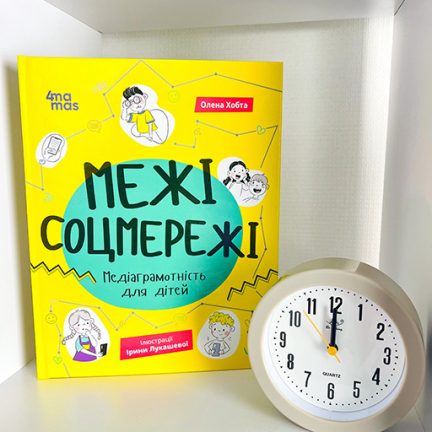 4ma
mas
Олена Хобта
МЕЖІ
СОЦМЕРЕЖІ
Медіаграмотність
для дітей
Ілюстрації
Ірини Лукашевої
12
1
2
3
4
5
6
7
8
9
10
11
QUARTZ